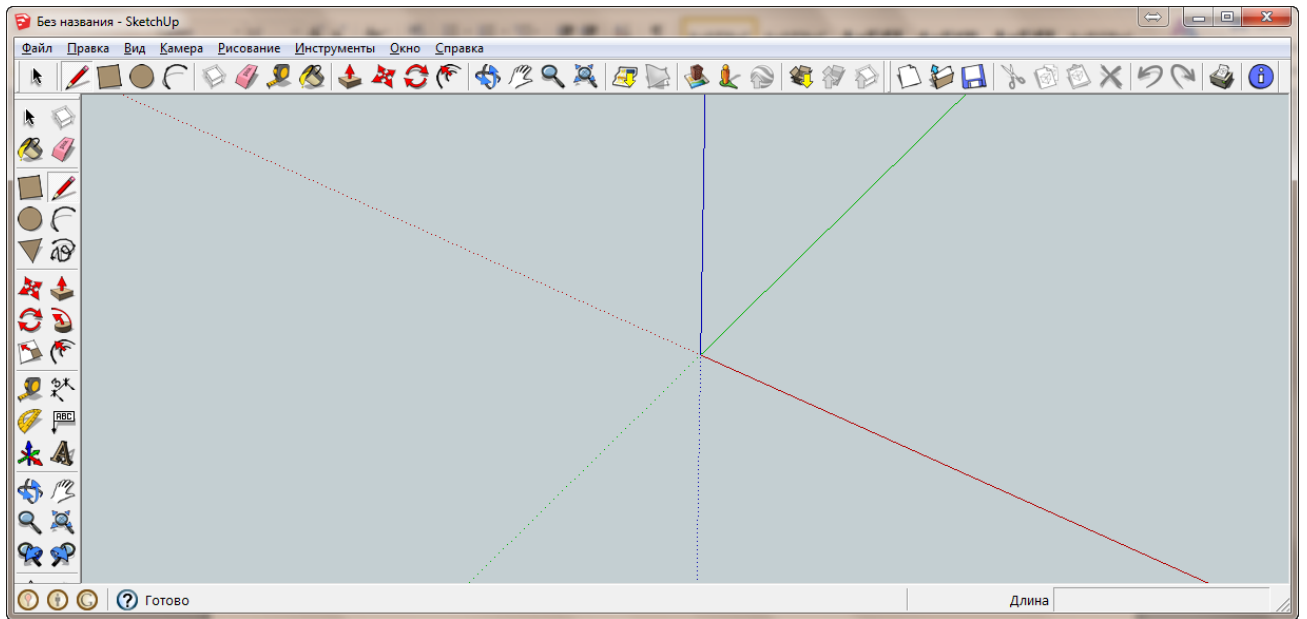 Без названия - SketchUp
Файл Правка Вид Камера Рисование Инструменты Окно Справка
ABC
Готово
Длина